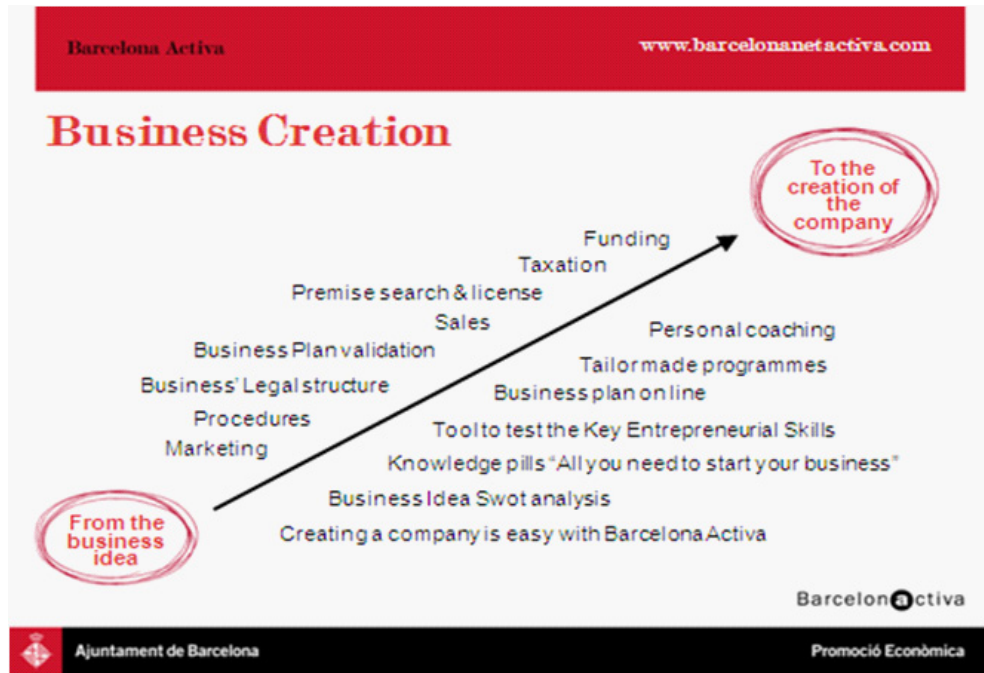 Barcelona Activa
www.barcelonanetactiva.com
Business Creation
To the
creation of
the
company
Funding
Taxation
Premise search & license
Sales
Personal coaching
Business Plan validation
Tailor made programmes
Business' Legal structure
Business plan on line
Procedures
Tool to test the Key Entrepreneurial Skills
Marketing
Knowledge pills "All you need to start your business"
Business Idea Swot analysis
From the
business
idea
Creating a company is easy with Barcelona Activa
Barcelonactiva
Ajuntament de Barcelona
Promoció Econòmica